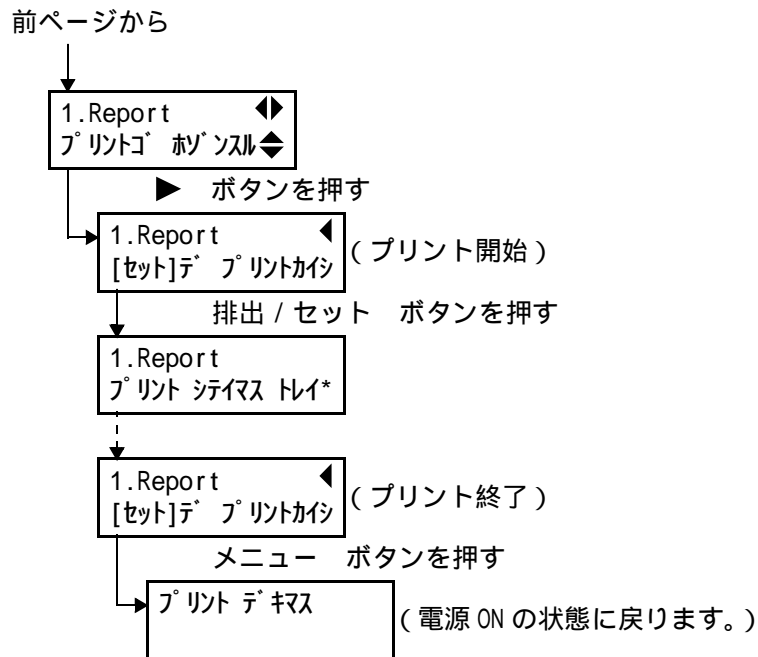 前ページから
1.Report ◀▶
ﾌﾟﾘﾝﾄｺﾞ ﾎｿﾞﾝｽﾙ
▶ ボタンを押す
1.Report ◀
[ｾｯﾄ]ﾃﾞ ﾌﾟﾘﾝﾄｶｲｼ
(プリント開始)
排出/セット ボタンを押す
1.Report
ﾌﾟﾘﾝﾄ ｼﾃｲﾏｽ ﾄﾚｲ*
1.Report ◀
[ｾｯﾄ]ﾃﾞ ﾌﾟﾘﾝﾄｶｲｼ
(プリント終了)
メニュー ボタンを押す
ﾌﾟﾘﾝﾄ ﾃﾞｷﾏｽ
(電源 ON の状態に戻ります。)